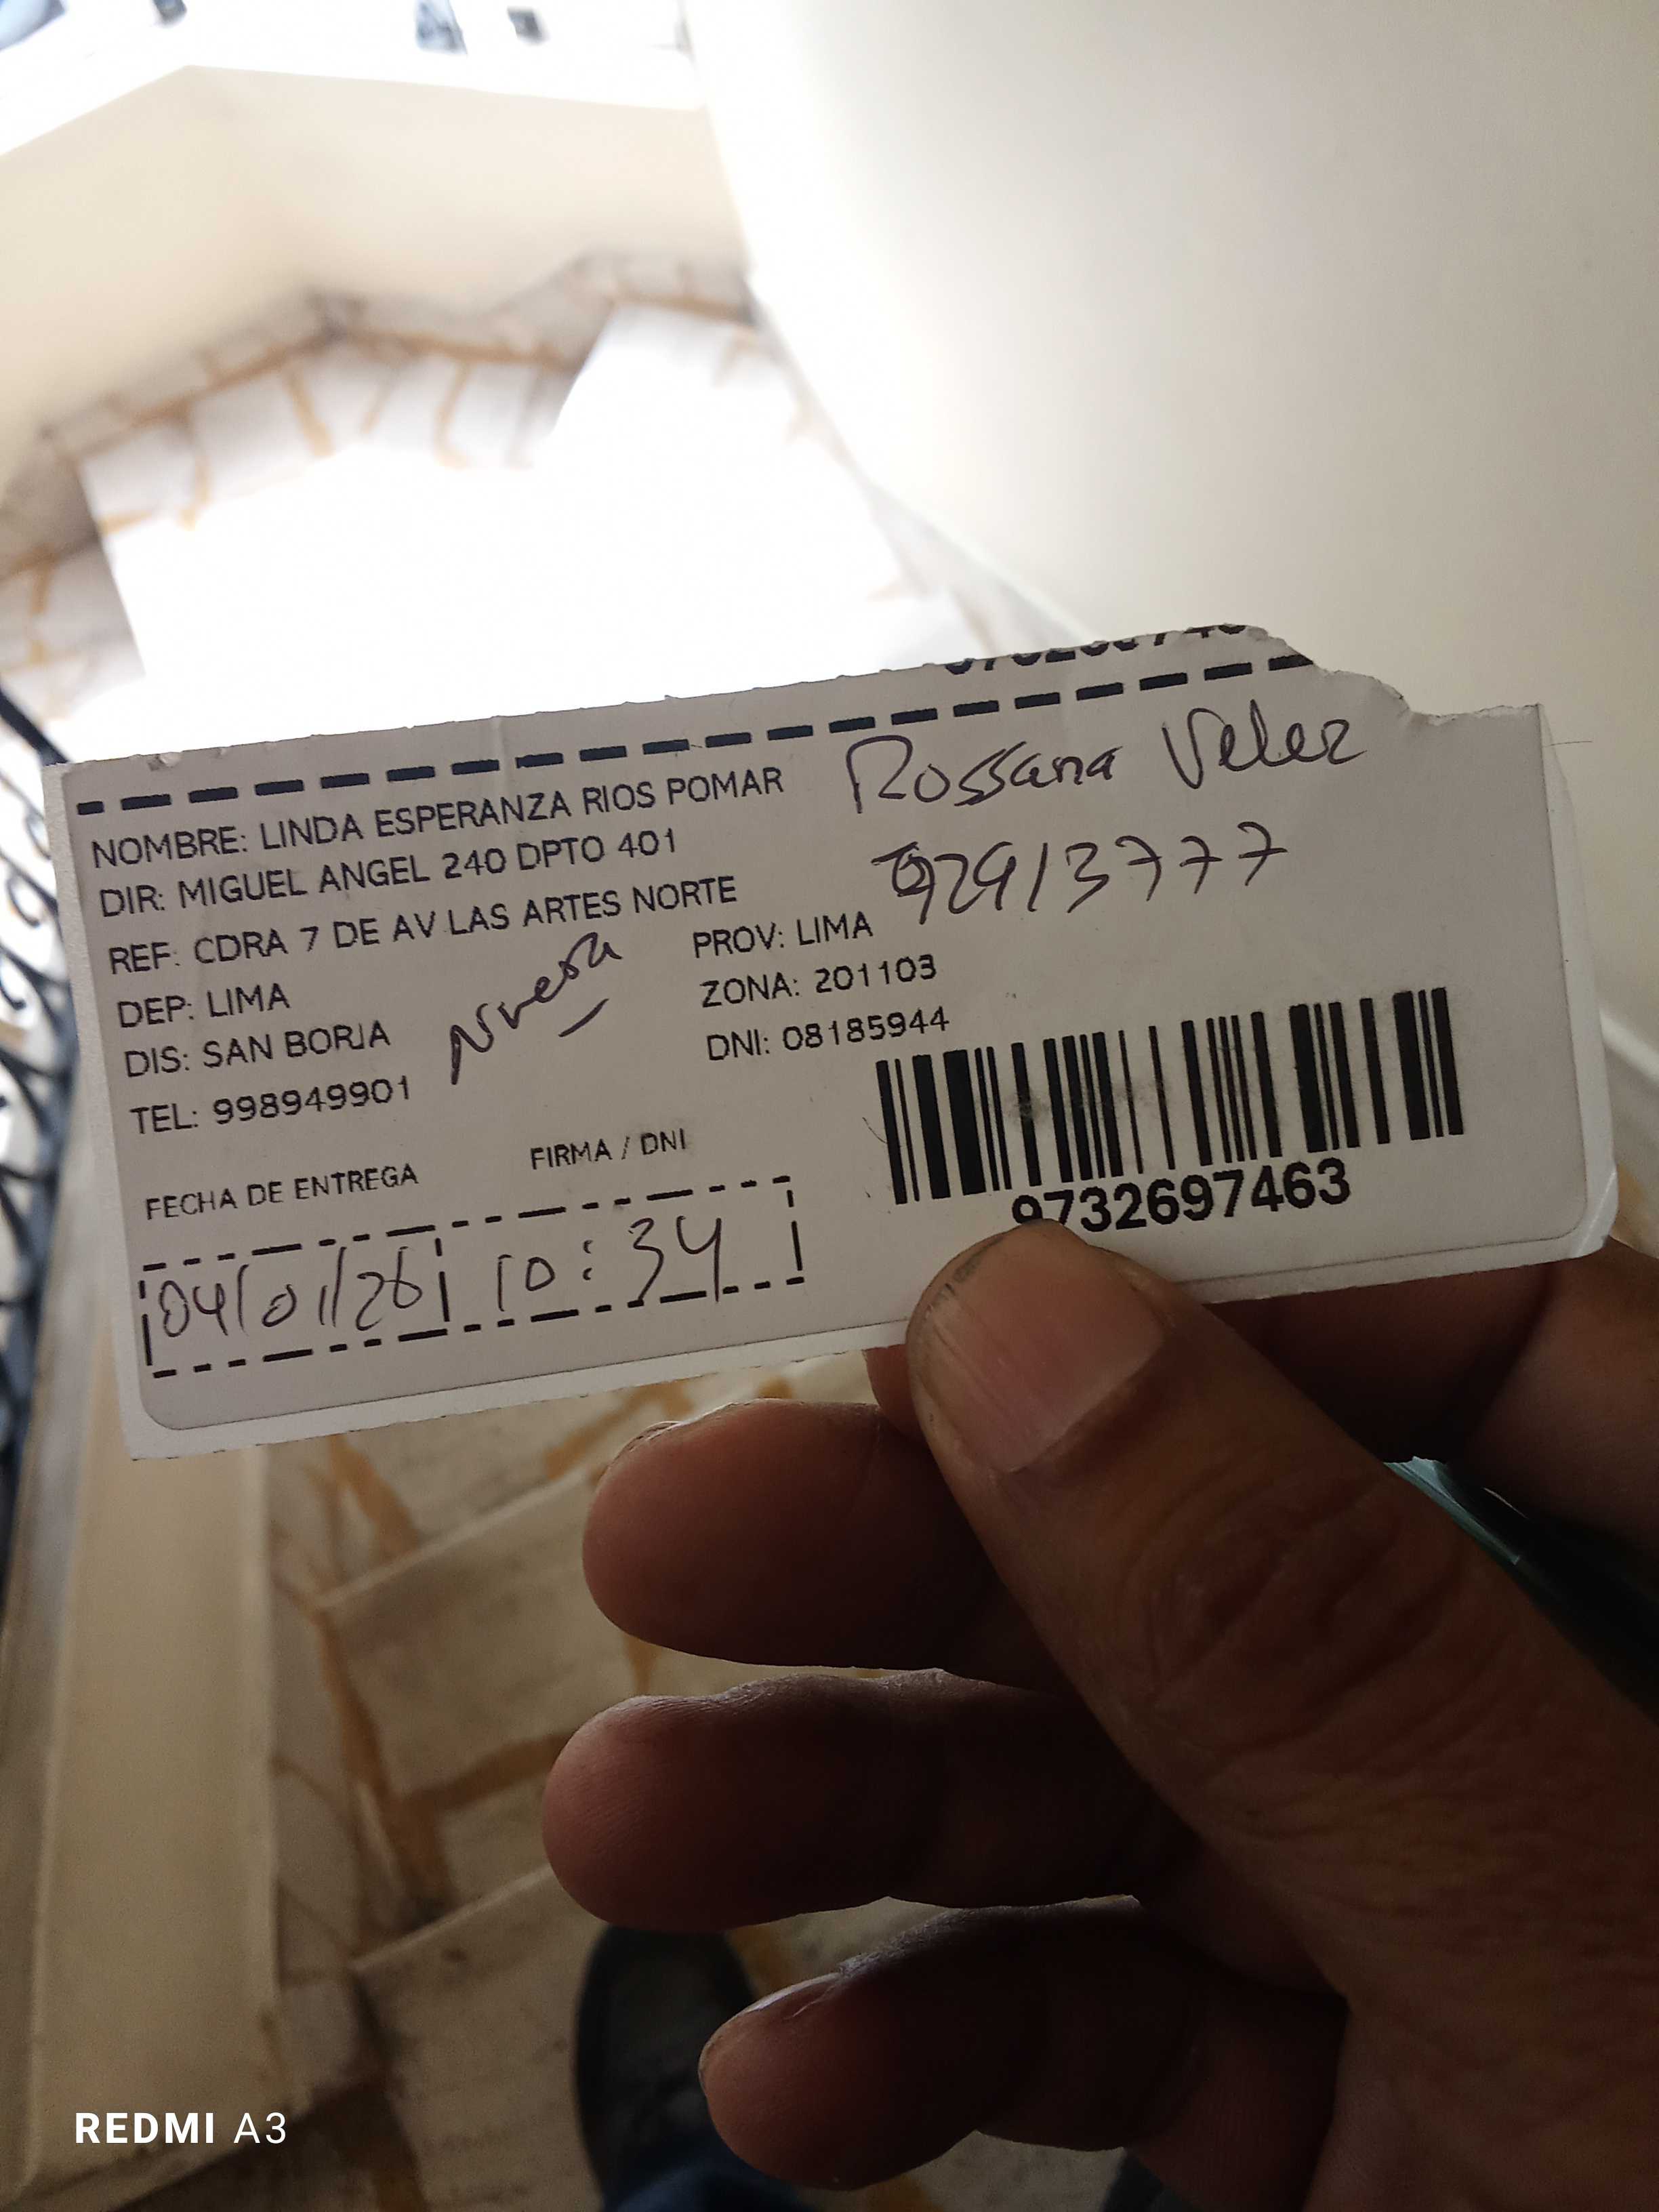 Rossana Velez
NOMBRE: LINDA ESPERANZA RIOS POMAR
DIR: MIGUEL ANGEL 240 DPTO 401
REF: CDRA 7 DE AV LAS ARTES NORTE
DEP: LIMA
PROV: LIMA
ZONA: 201103
DIS: SAN BORJA
Nuera
DNI: 08185944
TEL: 998949901
FECHA DE ENTREGA
FIRMA / DNI
04/01/26 10:34
9732697463
REDMI A3